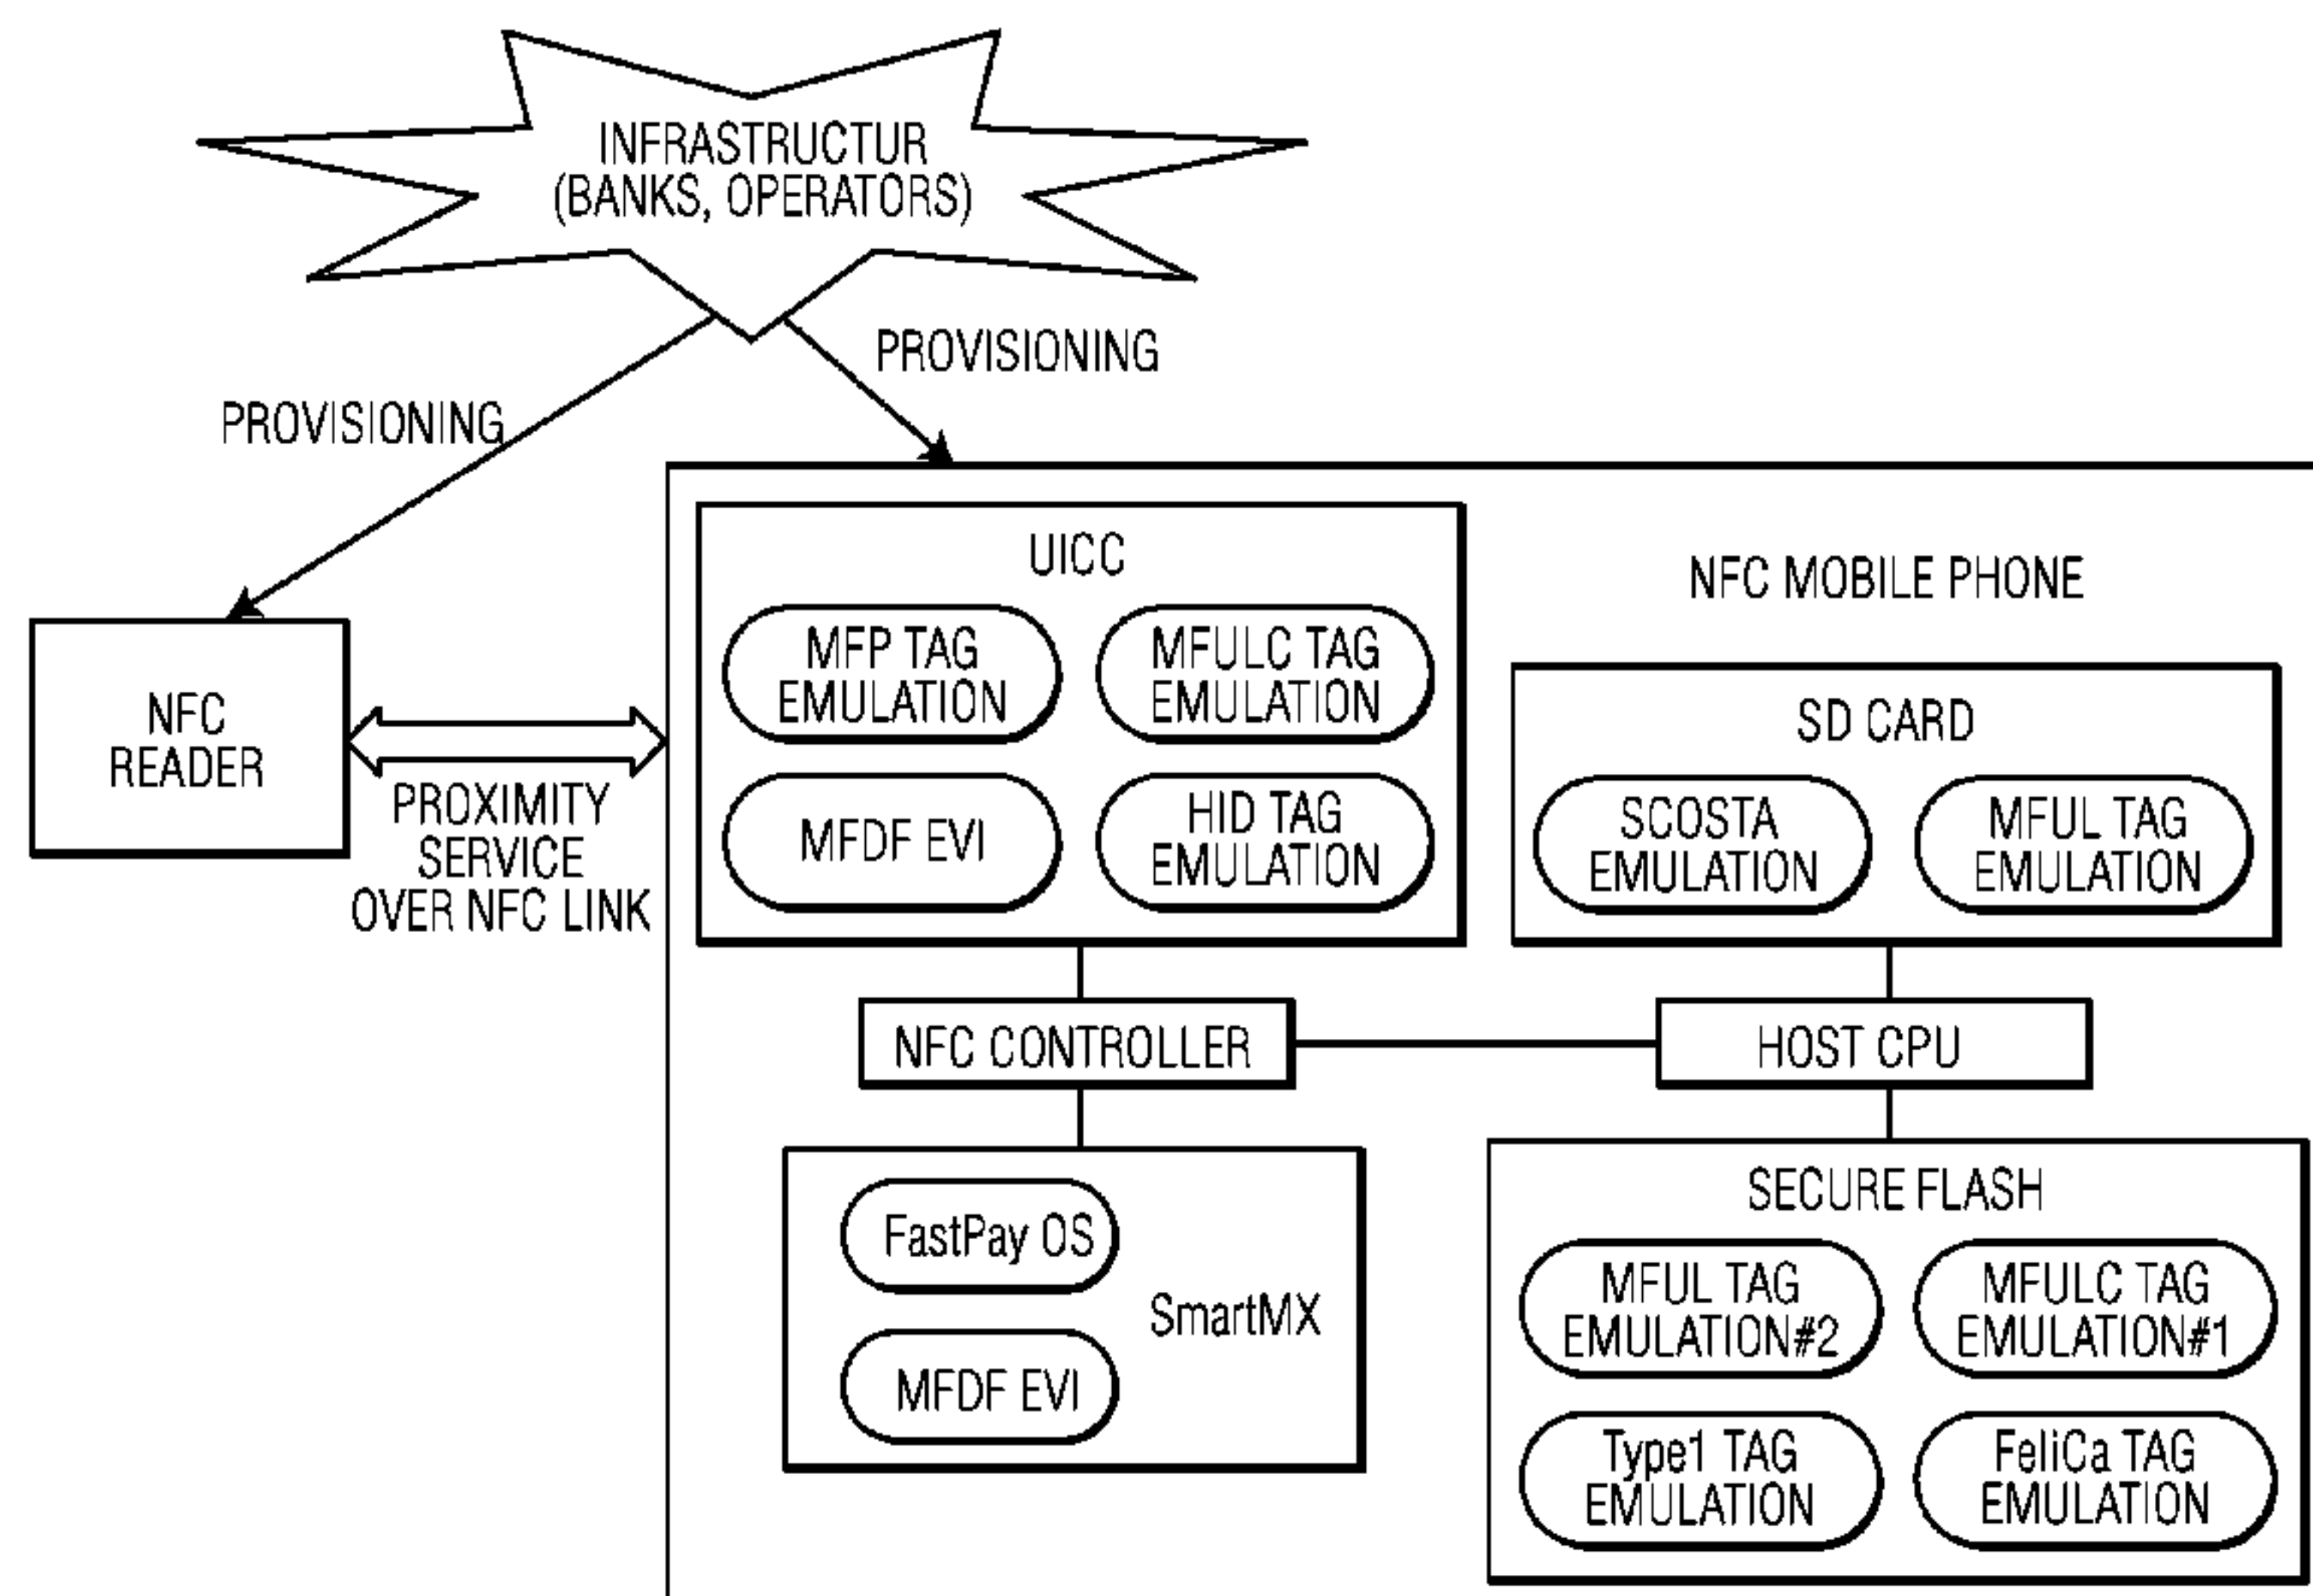 INFRASTRUCTUR
(BANKS, OPERATORS)
PROVISIONING
PROVISIONING
UICC
MFP TAG
EMULATION
MFULC TAG
EMULATION
MFDF EVI
HID TAG
EMULATION
NFC MOBILE PHONE
SD CARD
SCOSTA
EMULATION
MFUL TAG
EMULATION
NFC
READER
PROXIMITY
SERVICE
OVER NFC LINK
NFC CONTROLLER
HOST CPU
FastPay OS
SmartMX
MFDF EVI
SECURE FLASH
MFUL TAG
EMULATION#2
MFULC TAG
EMULATION#1
Type1 TAG
EMULATION
FeliCa TAG
EMULATION